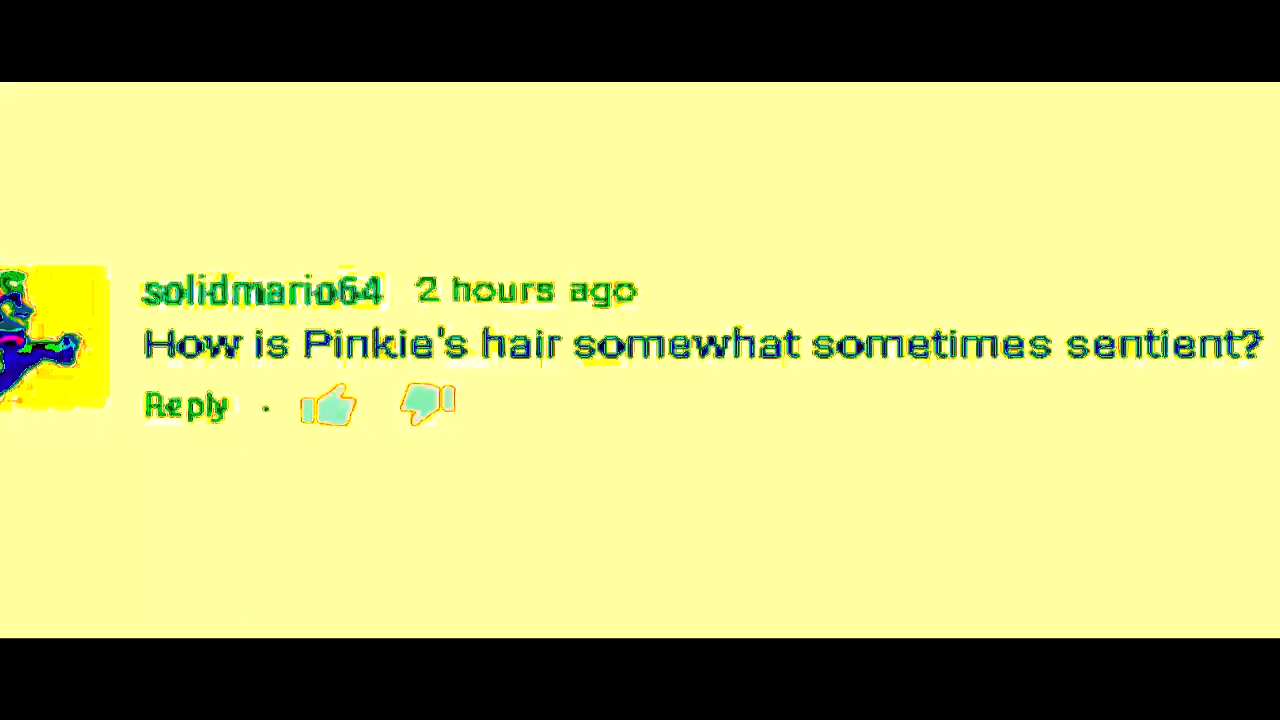 solidmario64 2 hours ago
How is Pinkie's hair somewhat sometimes sentient?
Reply ·